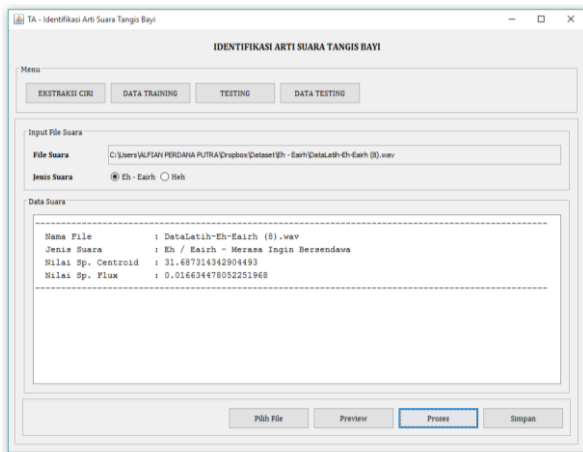 TA - Identifikasi Arti Suara Tangis Bayi
IDENTIFIKASI ARTI SUARA TANGIS BAYI
Menu
EKSTRAKSI CIRI DATA TRAINING TESTING DATA TESTING
Input File Suara
File Suara C:\Users\ALFIAN PERDANA PUTRA\Dropbox\Dataset\Eh - Eairh\DataLatih-Eh-Eairh (8).wav
Jenis Suara Eh - Eairh Heh
Data Suara
Nama File : DataLatih-Eh-Eairh (8).wav
Jenis Suara : Eh / Eairh - Merasa Ingin Bersendawa
Nilai Sp. Centroid : 31.687314342904493
Nilai Sp. Flux : 0.016634478052251968
Pilih File Preview Proses Simpan